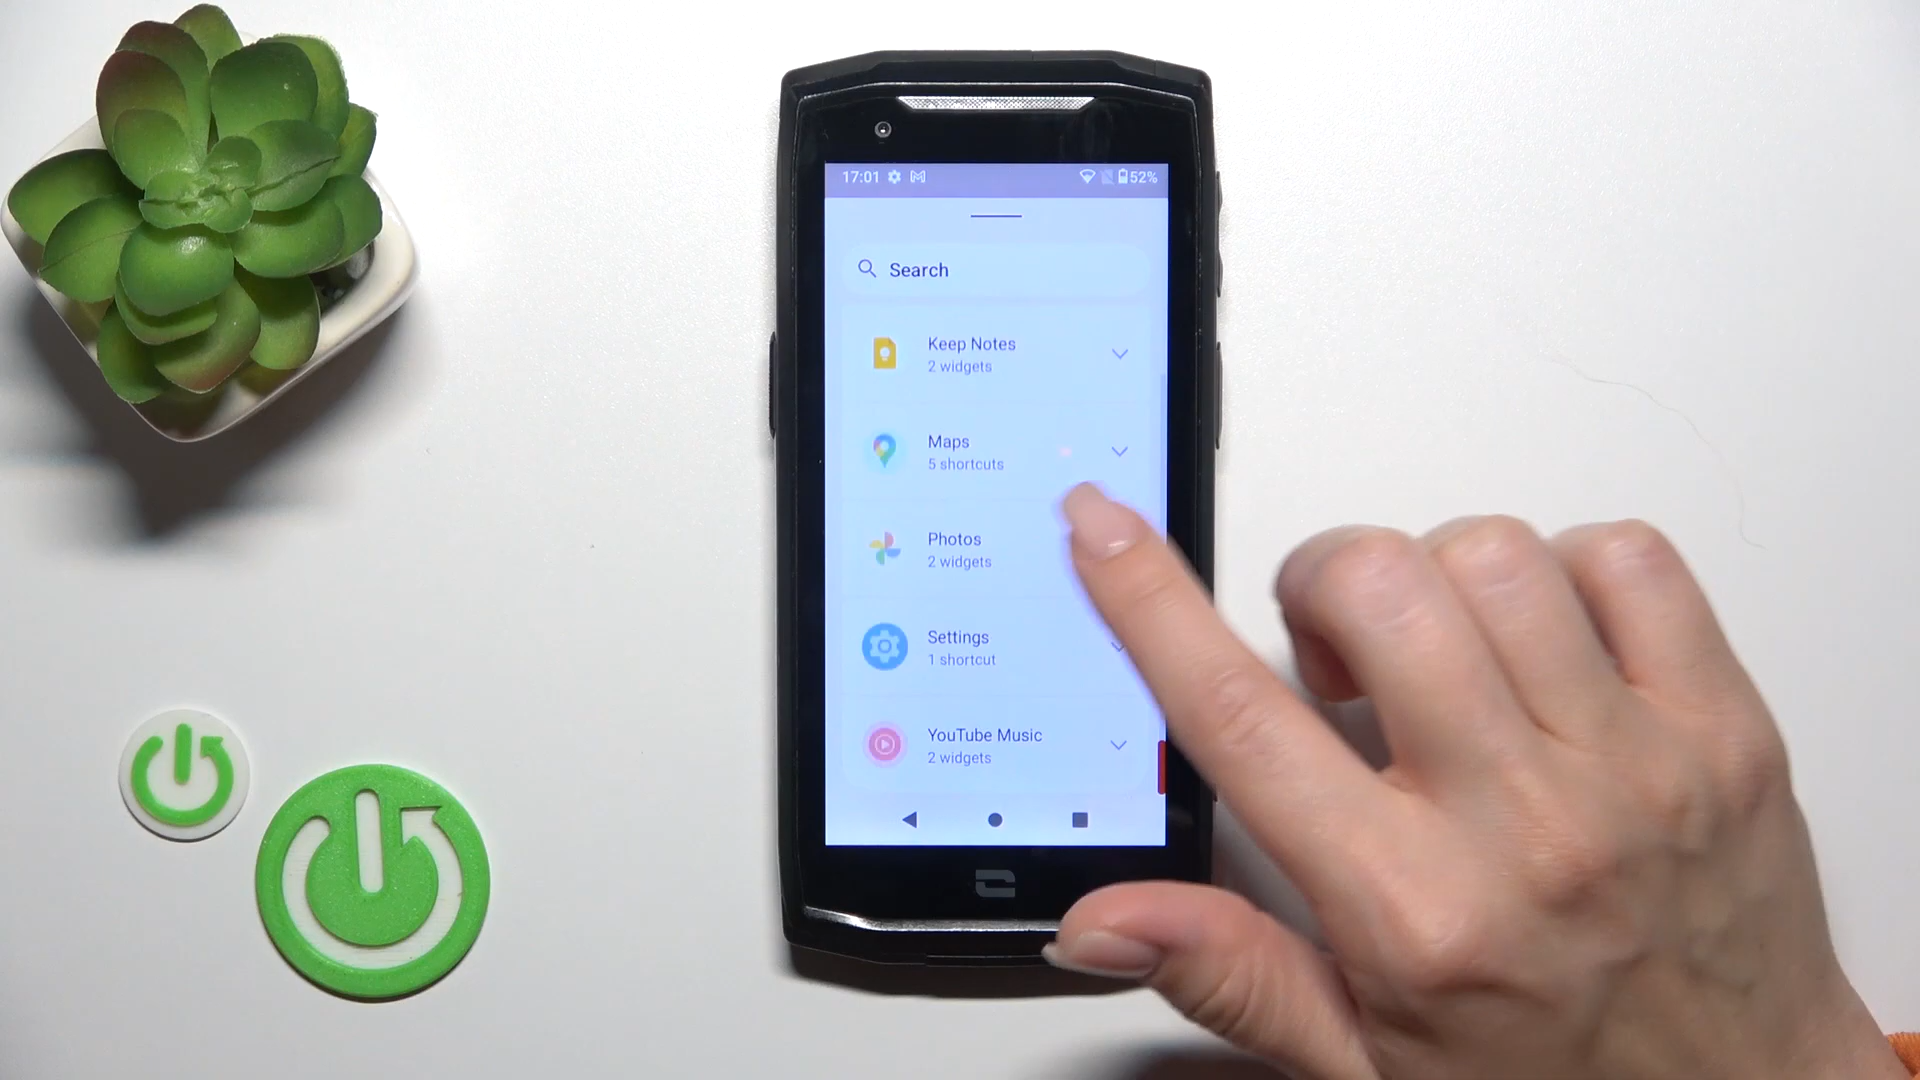 17:01 52%
Search
Keep Notes
2 widgets
Maps
5 shortcuts
Photos
2 widgets
Settings
1 shortcut
YouTube Music
2 widgets